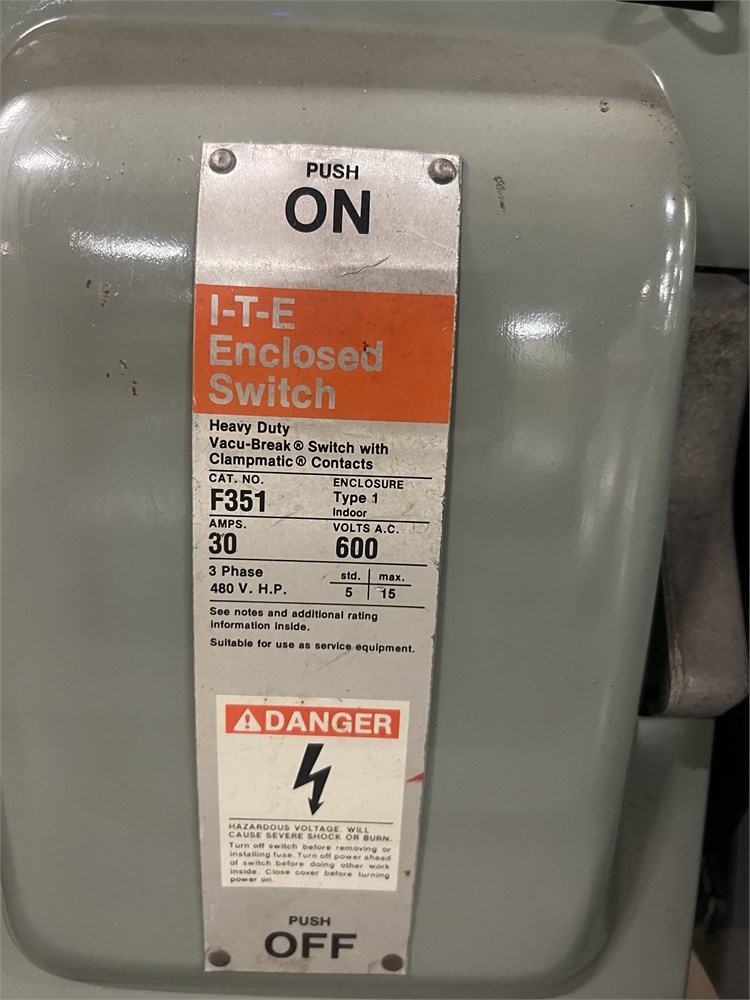 PUSH
ON
I-T-E
Enclosed
Switch
Heavy Duty
Vacu-Break® Switch with
Clampmatic® Contacts
CAT. NO. ENCLOSURE
F351 Type 1
Indoor
AMPS. VOLTS A.C.
30 600
3 Phase std. max.
480 V. H.P. 5 15
See notes and additional rating
information inside.
Suitable for use as service equipment.
DANGER
HAZARDOUS VOLTAGE. WILL
CAUSE SEVERE SHOCK OR BURN.
Turn off switch before removing or
installing fuse. Turn off power ahead
of switch before doing other work
inside. Close cover before turning
power on.
PUSH
OFF